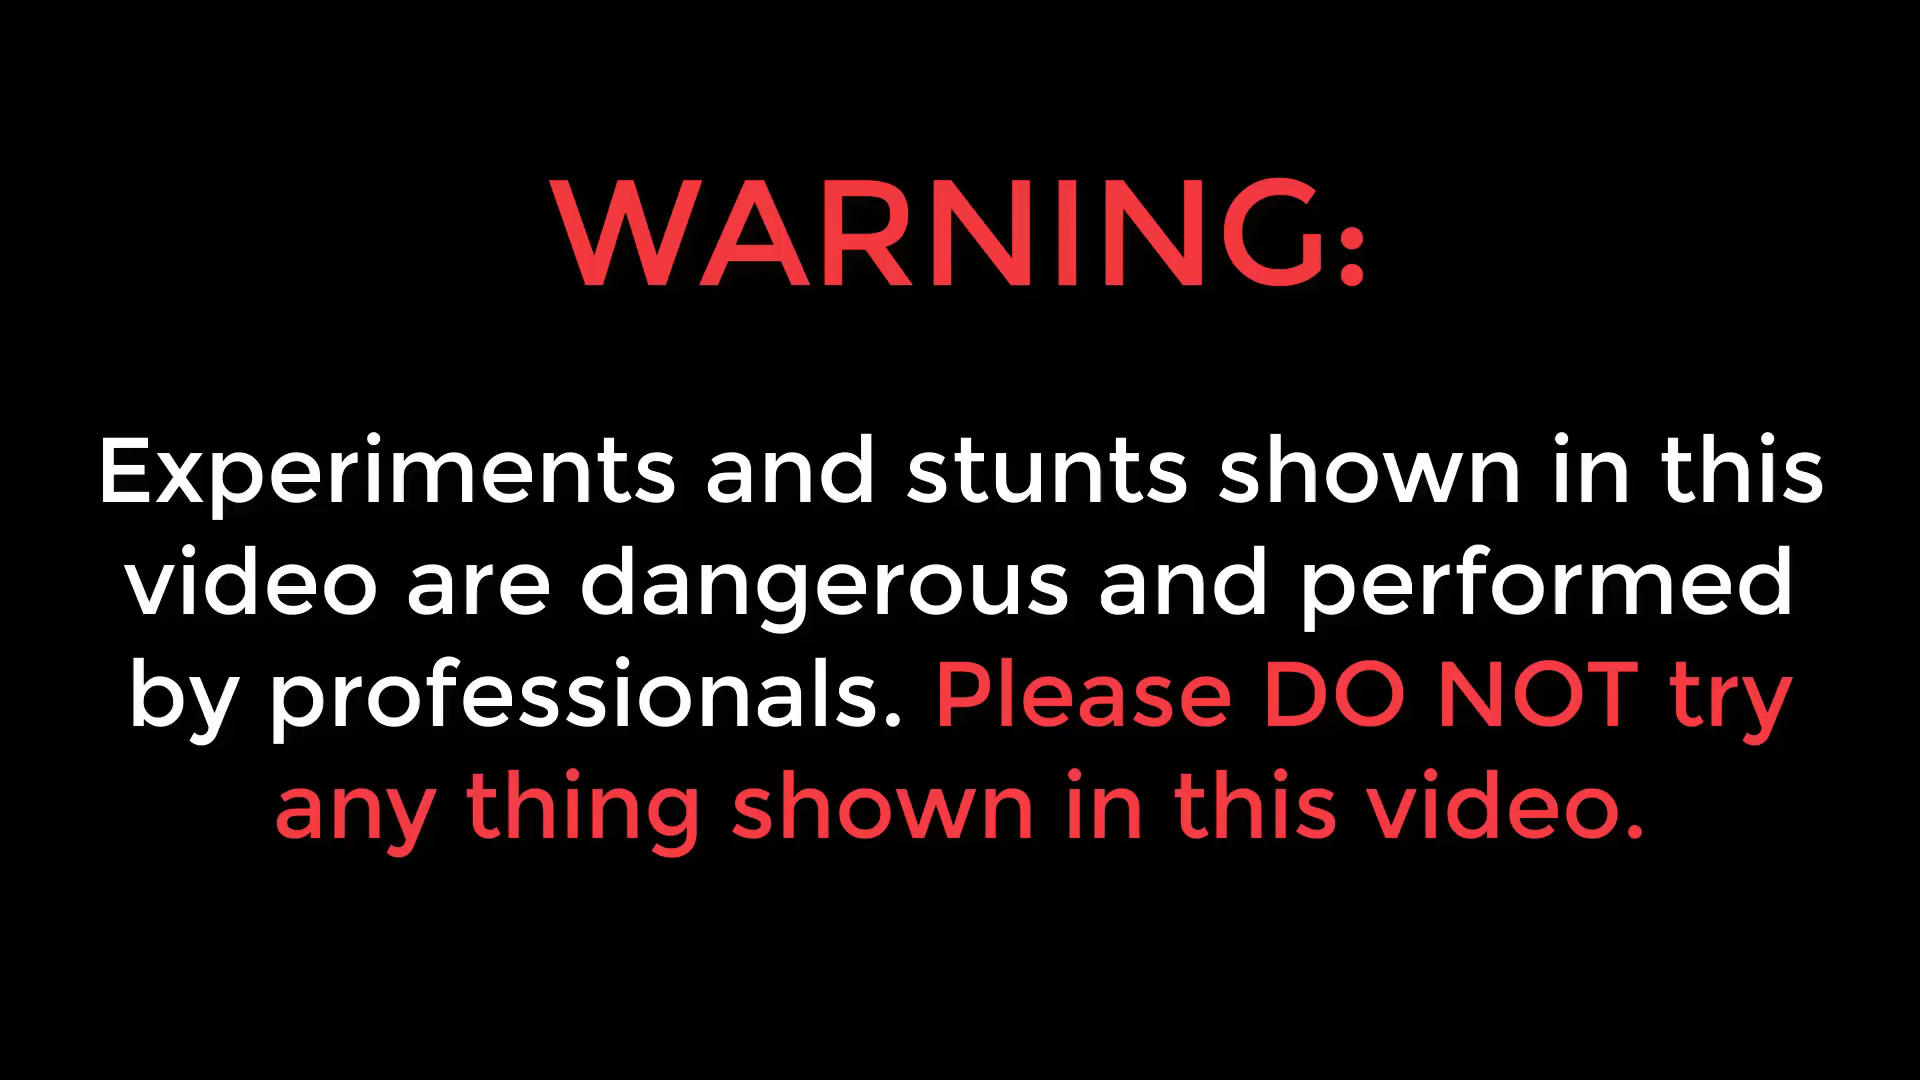 WARNING:
Experiments and stunts shown in this
video are dangerous and performed
by professionals. Please DO NOT try
any thing shown in this video.